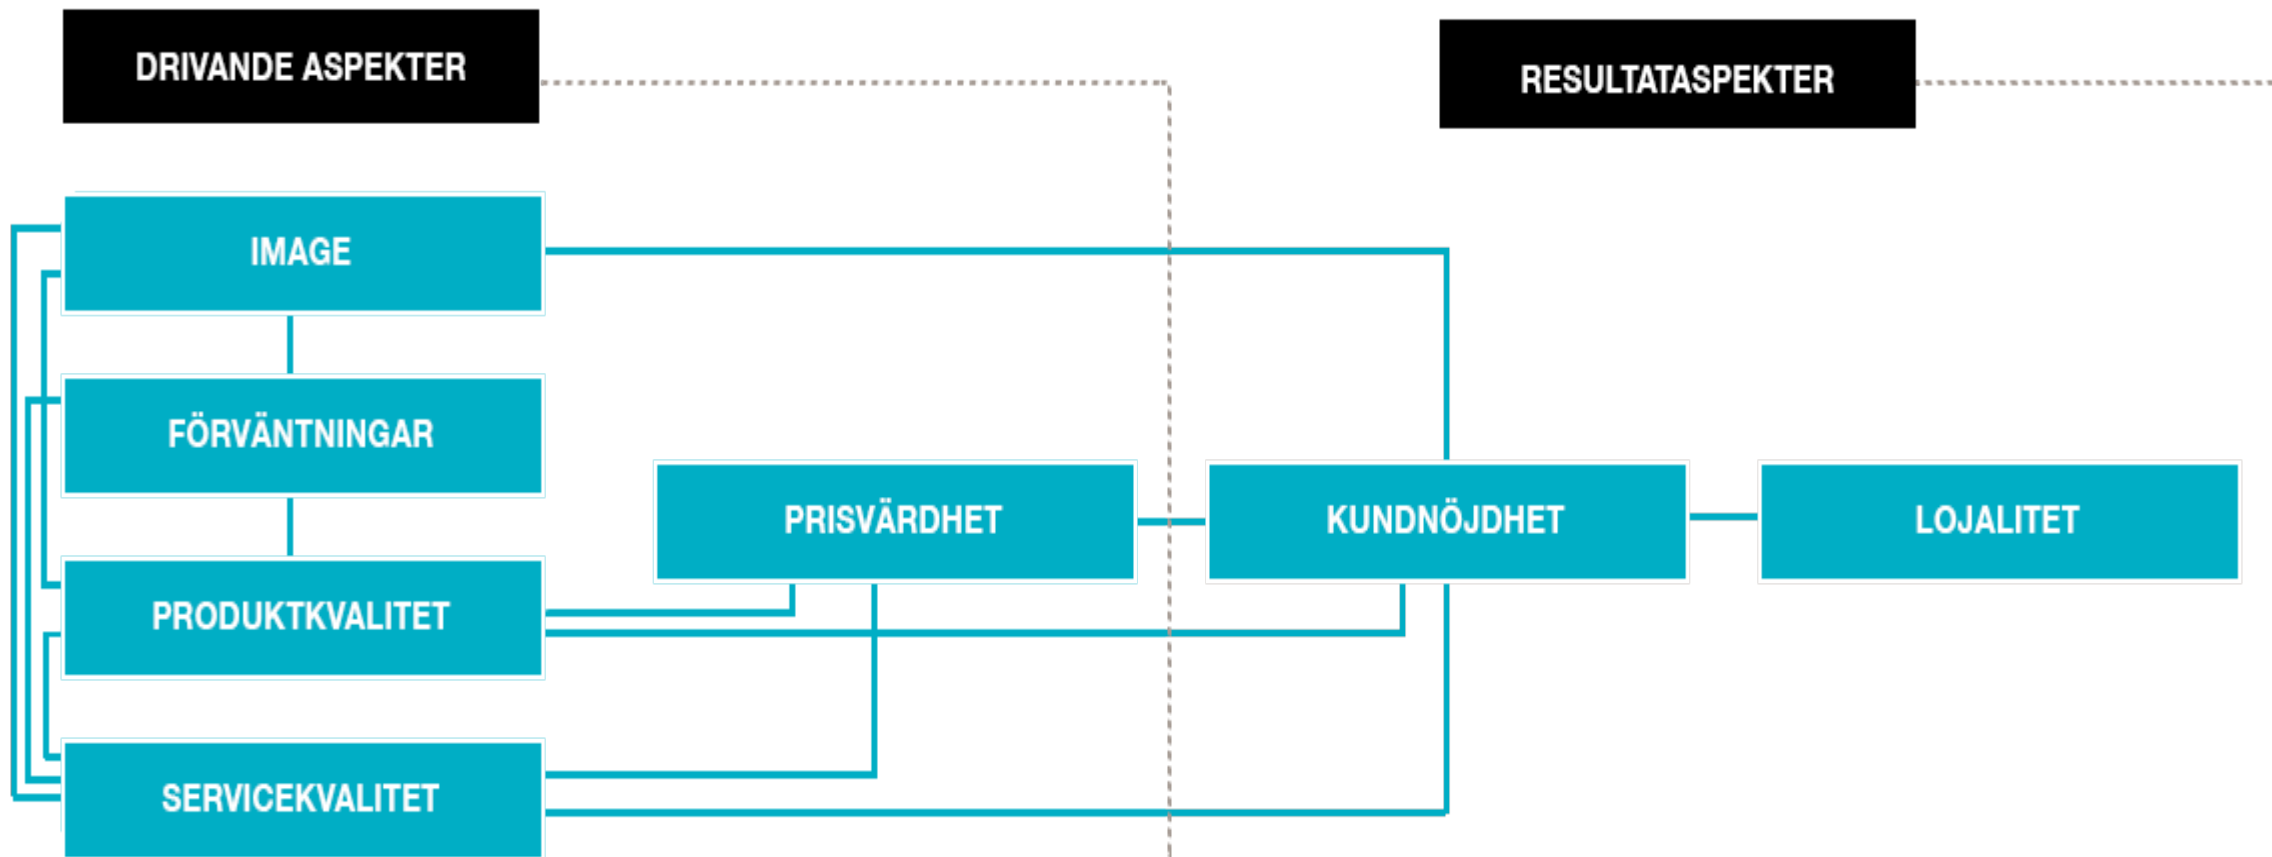 DRIVANDE ASPEKTER
RESULTATASPEKTER
IMAGE
FÖRVÄNTNINGAR
PRISVÄRDHET
KUNDNÖJDHET
LOJALITET
PRODUKTKVALITET
SERVICEKVALITET